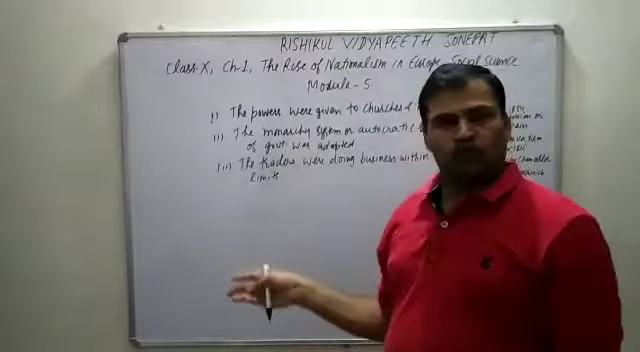 RISHIKUL VIDYAPEETH SONEPAT
Class-X, Ch-1, The Rise of Nationalism in Europe, Social Science
Module-5.
i) The powers were given to Churches &
ii) The monarchy system or autocratic
of govt was adopted
(iii) The traders were doing business within
limits